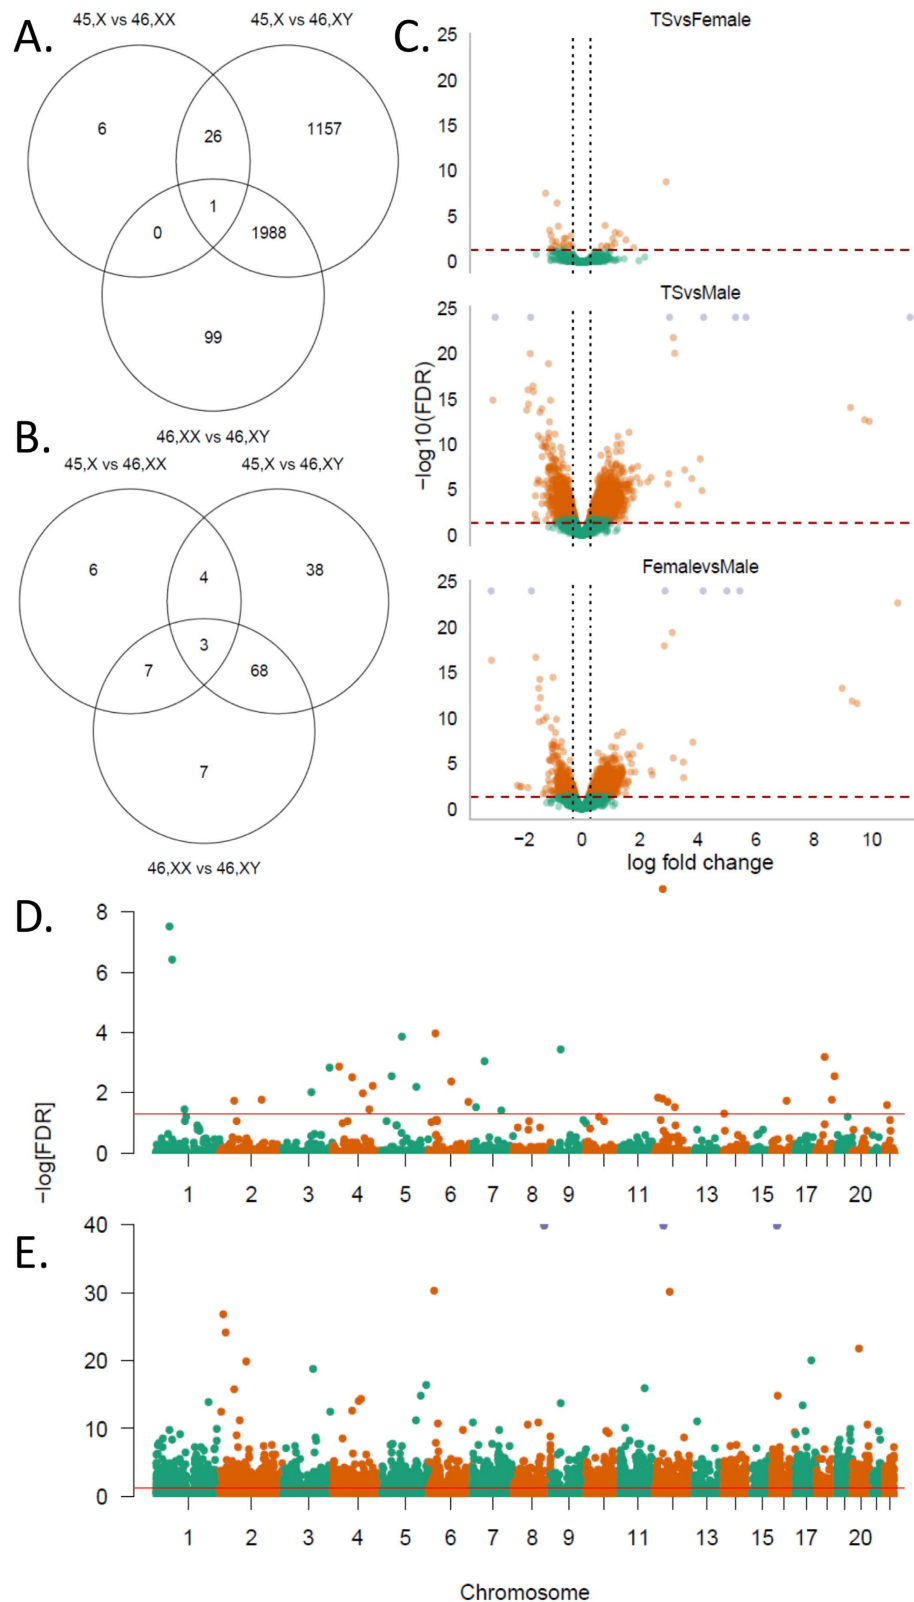 A.
45,X vs 46,XX
45,X vs 46,XY
6
26
1157
1
0
1988
99
46,XX vs 46,XY
B.
45,X vs 46,XX
45,X vs 46,XY
6
4
38
3
7
68
7
46,XX vs 46,XY
C.
TSvsFemale
25
20
15
10
5
0
TSvsMale
25
20
15
10
5
0
−log10(FDR)
FemalevsMale
25
20
15
10
5
0
−2 0 2 4 6 8 10
log fold change
D.
8
6
4
2
0
−log[FDR]
1 2 3 4 5 6 7 8 9 11 13 15 17 20
E.
40
30
20
10
0
1 2 3 4 5 6 7 8 9 11 13 15 17 20
Chromosome